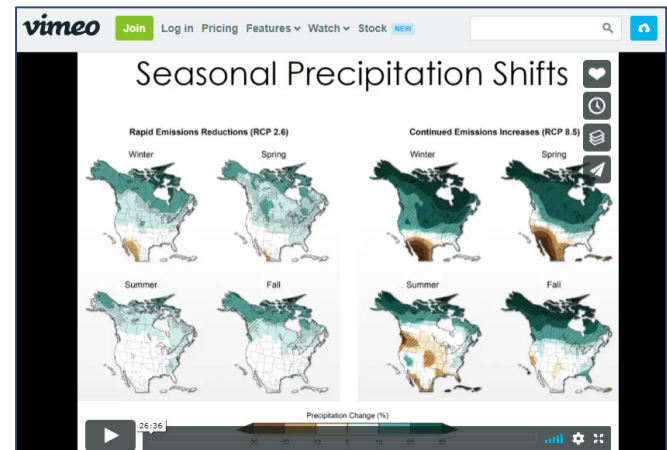 vimeo Join Log in Pricing Features Watch Stock NEW
Seasonal Precipitation Shifts
Rapid Emissions Reductions (RCP 2.6) Continued Emissions Increases (RCP 8.5)
Winter Spring Winter Spring
Summer Fall Summer Fall
Precipitation Change (%)
26:36